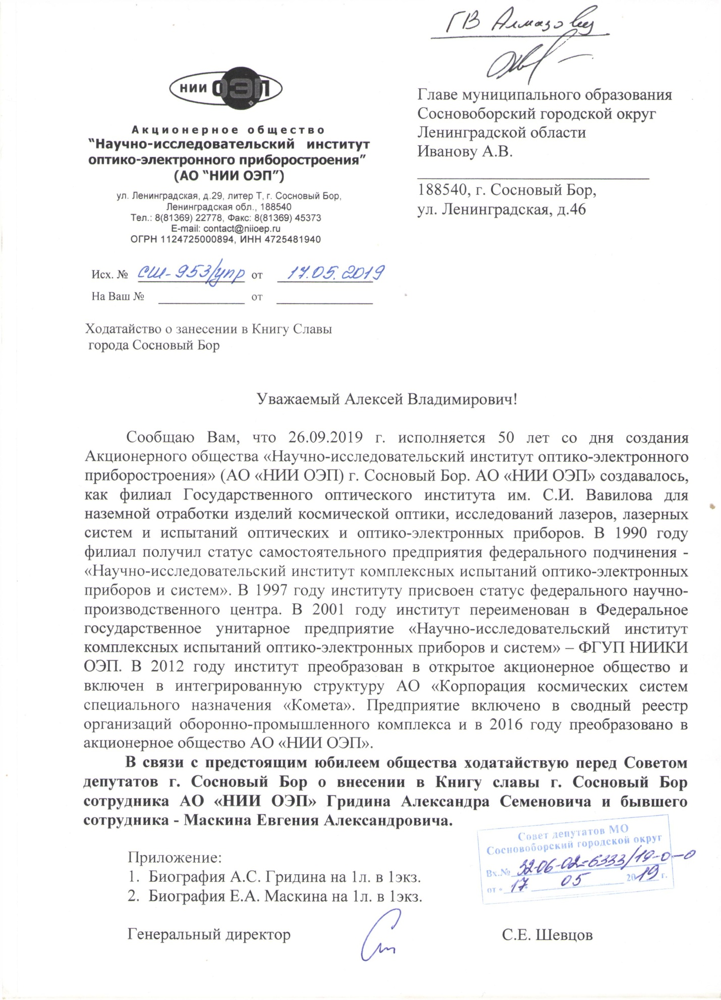 ГВ Алмазову
НИИ ОЭП
Главе муниципального образования
Сосновоборский городской округ
Ленинградской области
Иванову А.В.
188540, г. Сосновый Бор,
ул. Ленинградская, д.46
Акционерное общество
“Научно-исследовательский институт
оптико-электронного приборостроения”
(АО “НИИ ОЭП”)
ул. Ленинградская, д.29, литер Т, г. Сосновый Бор,
Ленинградская обл., 188540
Тел.: 8(81369) 22778, Факс: 8(81369) 45373
E-mail: contact@niioep.ru
ОГРН 1124725000894, ИНН 4725481940
Исх. № СШ-953/упр от 17.05.2019
На Ваш № от
Ходатайство о занесении в Книгу Славы
города Сосновый Бор
Уважаемый Алексей Владимирович!
Сообщаю Вам, что 26.09.2019 г. исполняется 50 лет со дня создания
Акционерного общества «Научно-исследовательский институт оптико-электронного
приборостроения» (АО «НИИ ОЭП) г. Сосновый Бор. АО «НИИ ОЭП» создавалось,
как филиал Государственного оптического института им. С.И. Вавилова для
наземной отработки изделий космической оптики, исследований лазеров, лазерных
систем и испытаний оптических и оптико-электронных приборов. В 1990 году
филиал получил статус самостоятельного предприятия федерального подчинения -
«Научно-исследовательский институт комплексных испытаний оптико-электронных
приборов и систем». В 1997 году институту присвоен статус федерального научно-
производственного центра. В 2001 году институт переименован в Федеральное
государственное унитарное предприятие «Научно-исследовательский институт
комплексных испытаний оптико-электронных приборов и систем» – ФГУП НИИКИ
ОЭП. В 2012 году институт преобразован в открытое акционерное общество и
включен в интегрированную структуру АО «Корпорация космических систем
специального назначения «Комета». Предприятие включено в сводный реестр
организаций оборонно-промышленного комплекса и в 2016 году преобразовано в
акционерное общество АО «НИИ ОЭП».
В связи с предстоящим юбилеем общества ходатайствую перед Советом
депутатов г. Сосновый Бор о внесении в Книгу славы г. Сосновый Бор
сотрудника АО «НИИ ОЭП» Гридина Александра Семеновича и бывшего
сотрудника - Маскина Евгения Александровича.
Совет депутатов МО
Сосновоборский городской округ
Вх.№ 32-06-02-6333/19-0-0
от « 17 » 05 2019 г.
Приложение:
1. Биография А.С. Гридина на 1л. в 1экз.
2. Биография Е.А. Маскина на 1л. в 1экз.
Генеральный директор С.Е. Шевцов